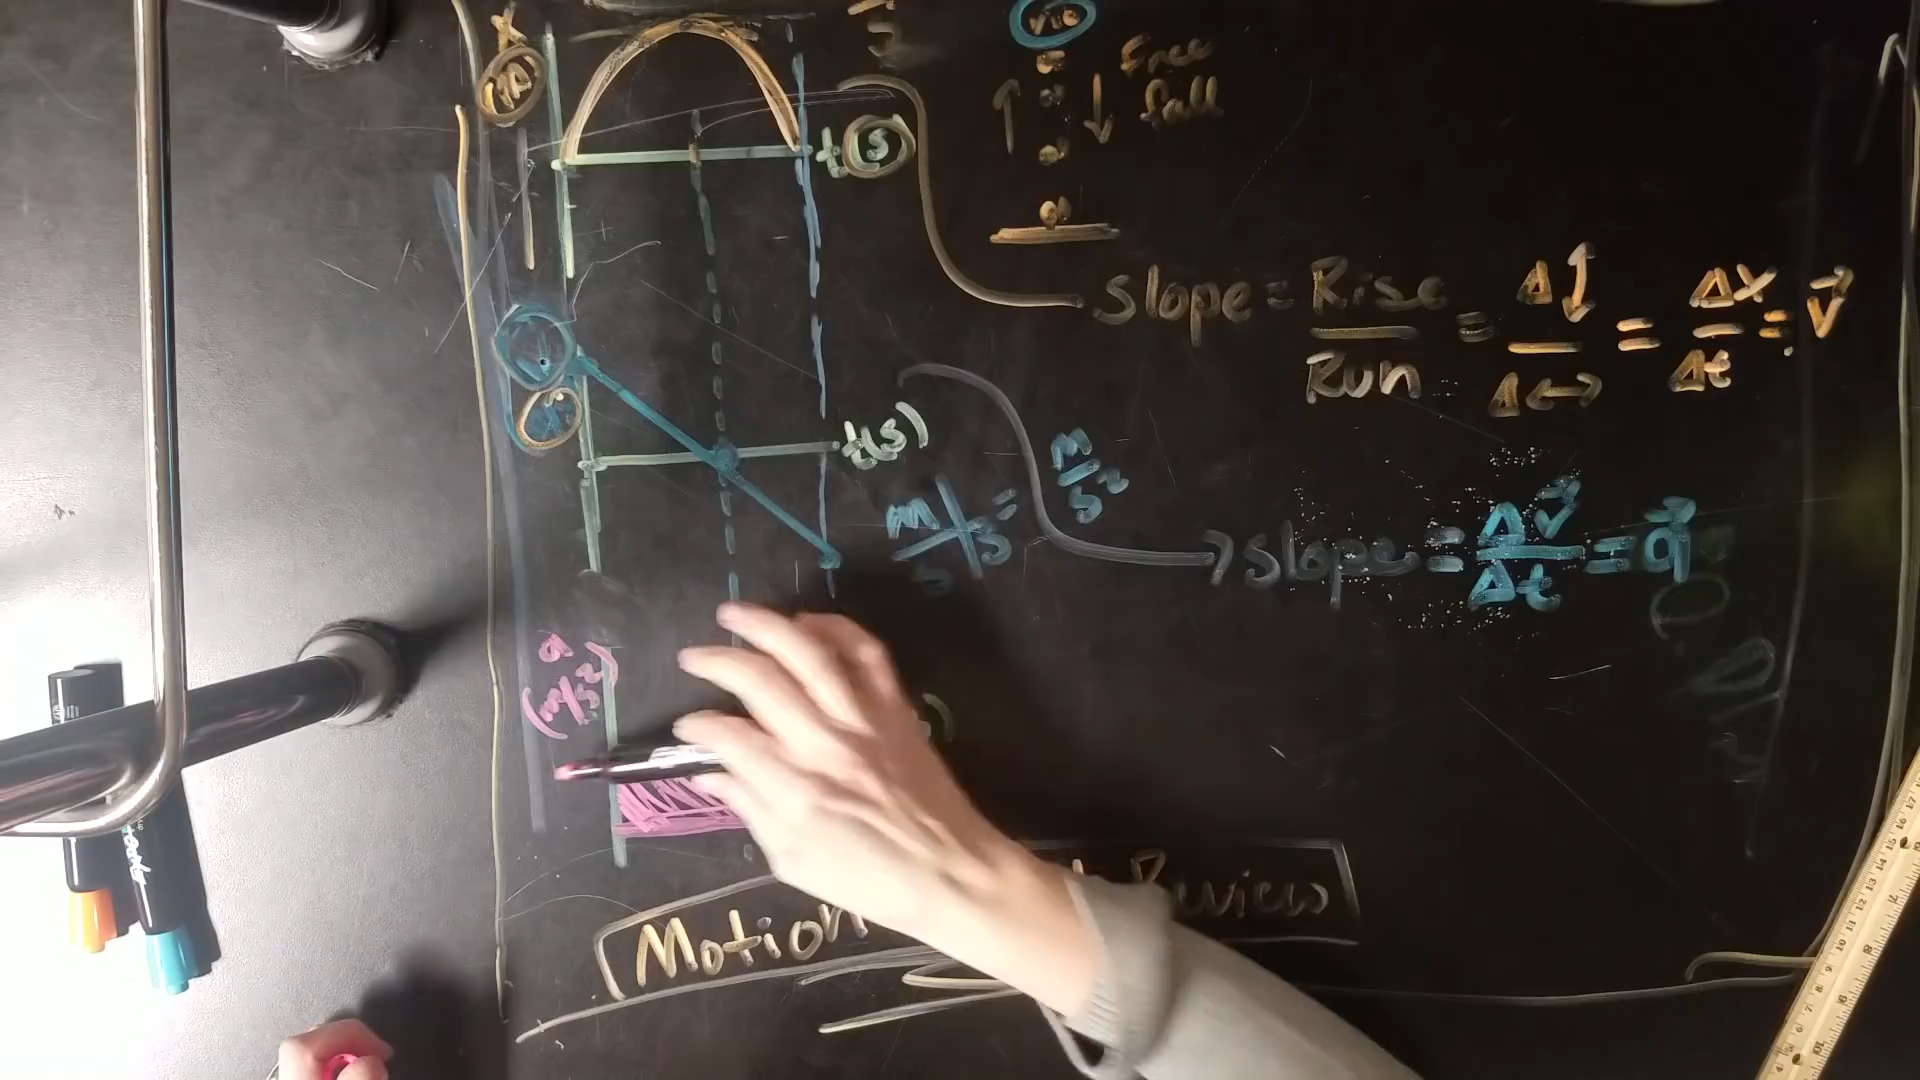 x
(m)
t(s)
Free
fall
Slope = Rise/Run = Δ↕/Δ↔ = Δx/Δt = v⃗
t(s)
m/s/s = m/s²
Slope = Δv⃗/Δt = a⃗
a
(m/s²)
Motion Review